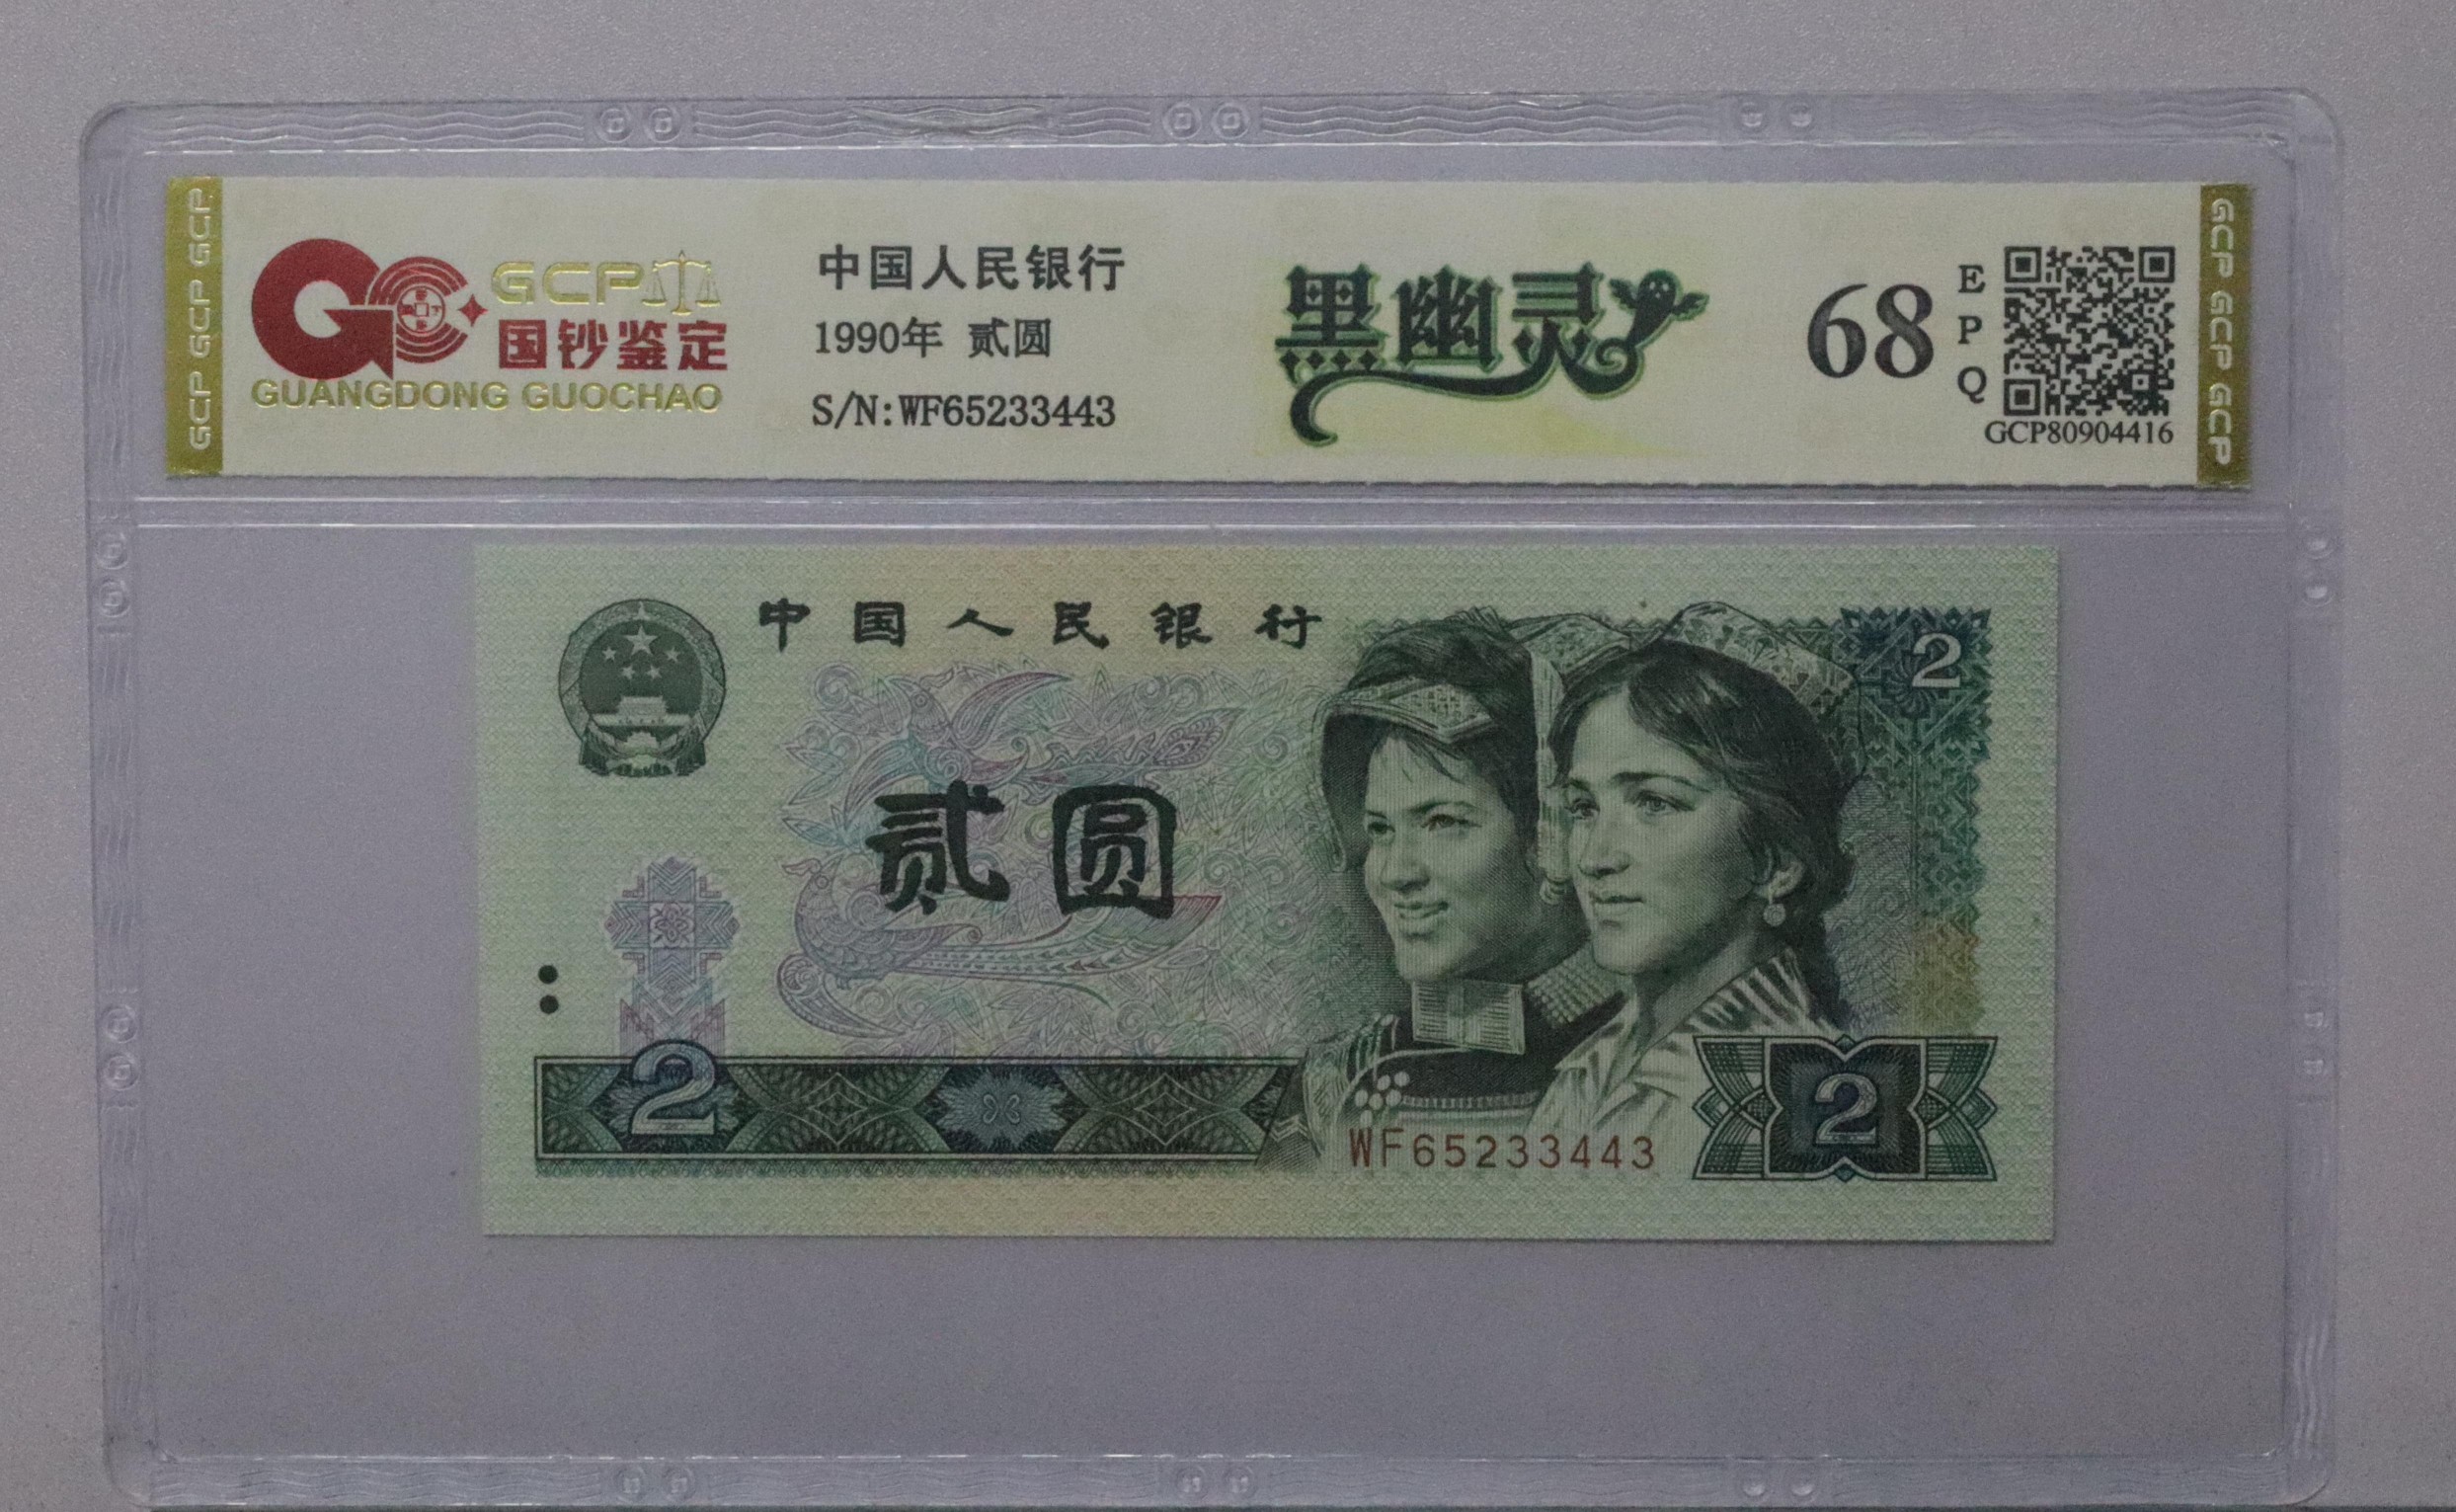 GCP GCP GCP
GCP
国钞鉴定
GUANGDONG GUOCHAO
中国人民银行
1990年 贰圆
S/N:WF65233443
黑幽灵
68
E
P
Q
GCP80904416
GCP GCP GCP
中国人民银行
2
贰圆
2
WF65233443
2